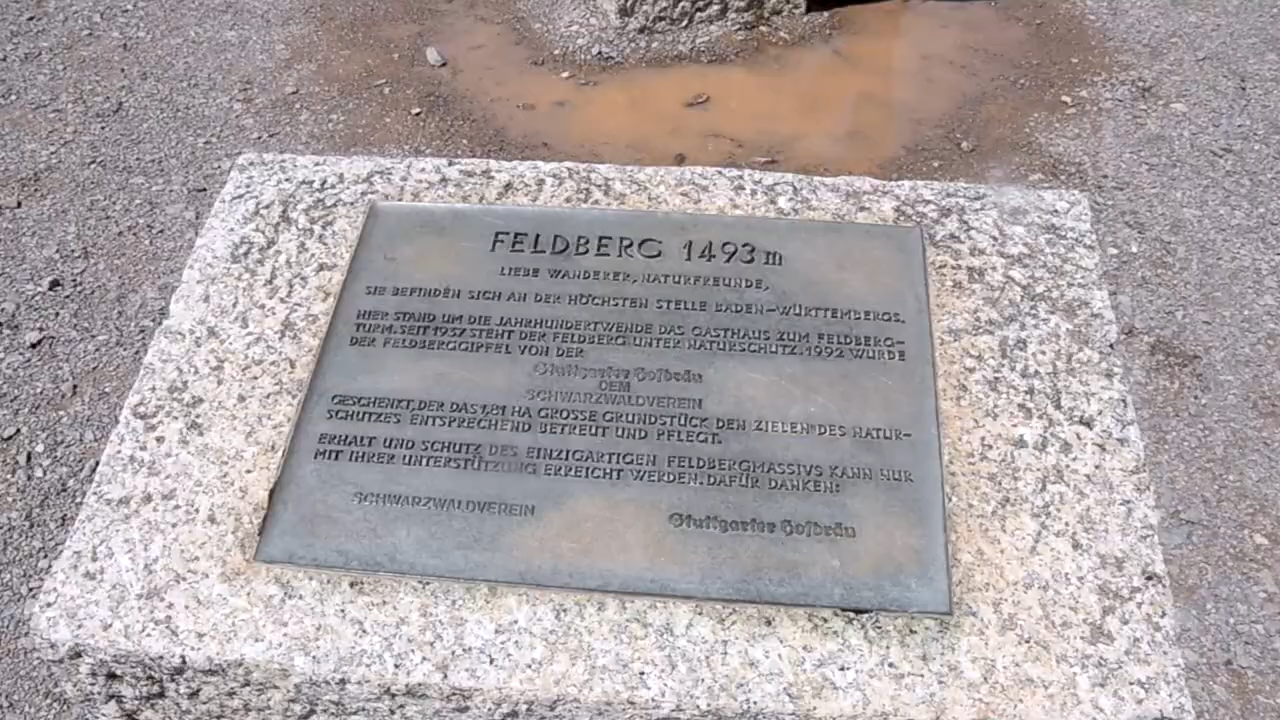 FELDBERG 1493 m
LIEBE WANDERER, NATURFREUNDE,
SIE BEFINDEN SICH AN DER HÖCHSTEN STELLE BADEN-WÜRTTEMBERGS.
HIER STAND UM DIE JAHRHUNDERTWENDE DAS GASTHAUS ZUM FELDBERG-
TURM. SEIT 1937 STEHT DER FELDBERG UNTER NATURSCHUTZ. 1992 WURDE
DER FELDBERGGIPFEL VON DER
Stuttgarter Hofbräu
DEM
SCHWARZWALDVEREIN
GESCHENKT, DER DAS 1,81 HA GROSSE GRUNDSTÜCK DEN ZIELEN DES NATUR-
SCHUTZES ENTSPRECHEND BETREUT UND PFLEGT.
ERHALT UND SCHUTZ DES EINZIGARTIGEN FELDBERGMASSIVS KANN NUR
MIT IHRER UNTERSTÜTZUNG ERREICHT WERDEN. DAFÜR DANKEN:
SCHWARZWALDVEREIN
Stuttgarter Hofbräu